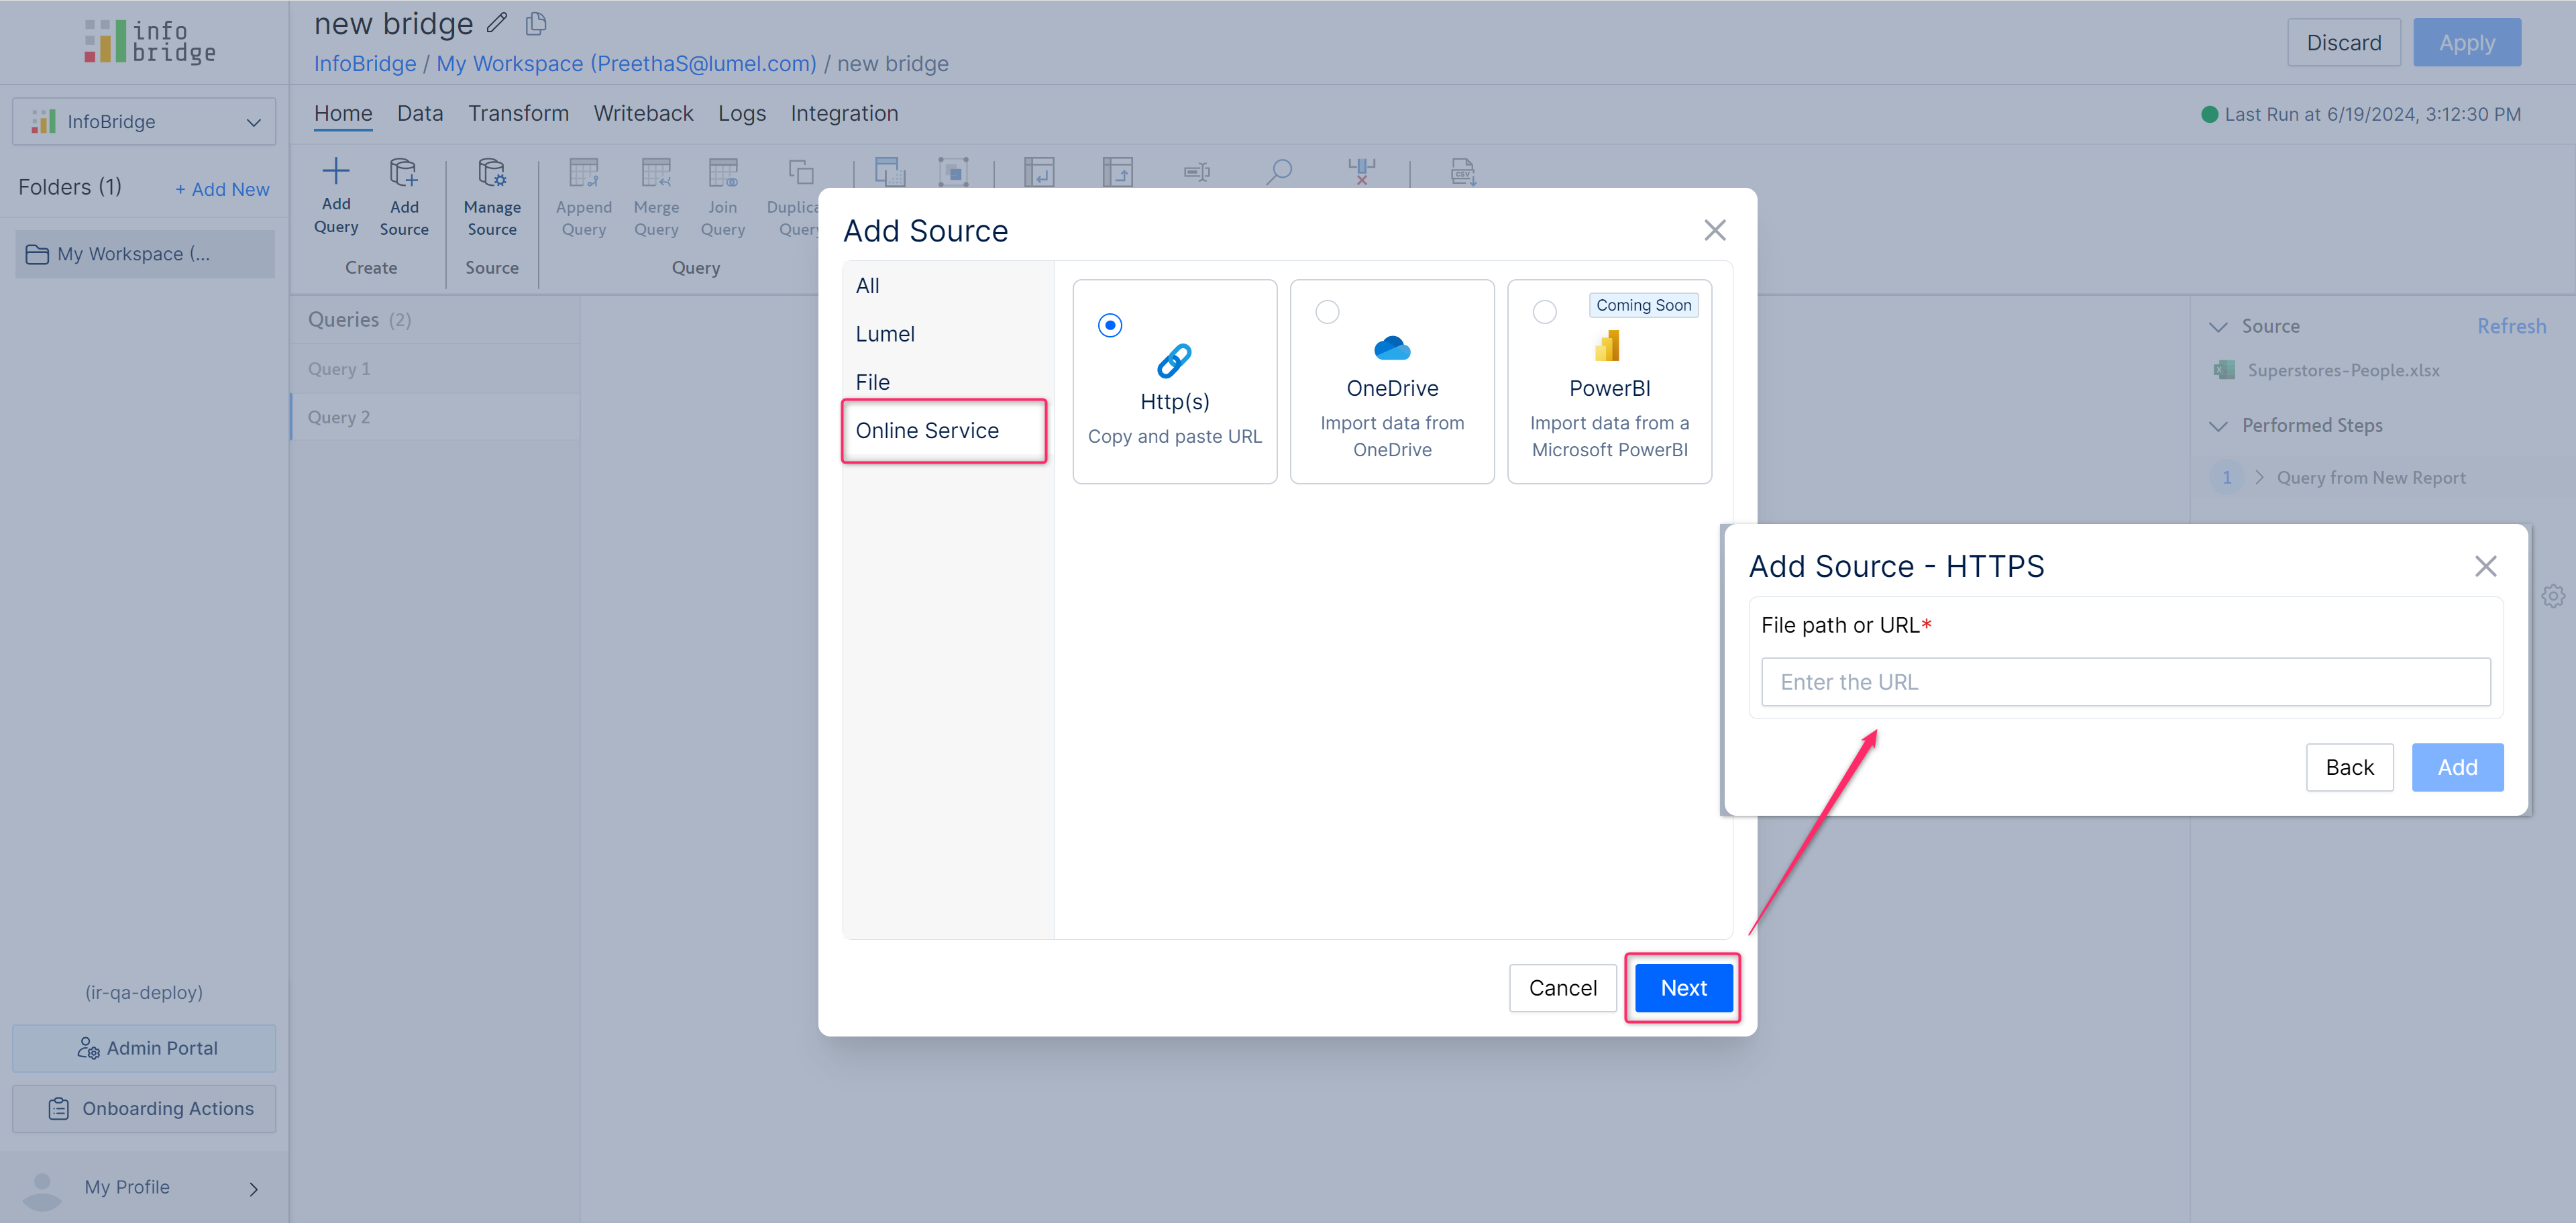 info
bridge
new bridge
InfoBridge / My Workspace (PreethaS@lumel.com) / new bridge
Discard
Apply
InfoBridge
Home
Data
Transform
Writeback
Logs
Integration
Last Run at 6/19/2024, 3:12:30 PM
Folders (1)
+ Add New
My Workspace (...
Add
Query
Add
Source
Create
Manage
Source
Source
Append
Query
Merge
Query
Join
Query
Query
Query
CSV
Queries (2)
Query 1
Query 2
Add Source
All
Lumel
File
Online Service
Http(s)
Copy and paste URL
OneDrive
Import data from
OneDrive
Coming Soon
PowerBI
Import data from a
Microsoft PowerBI
Cancel
Next
Source
Refresh
Superstores-People.xlsx
Performed Steps
1
Query from New Report
Add Source - HTTPS
File path or URL*
Enter the URL
Back
Add
(ir-qa-deploy)
Admin Portal
Onboarding Actions
My Profile